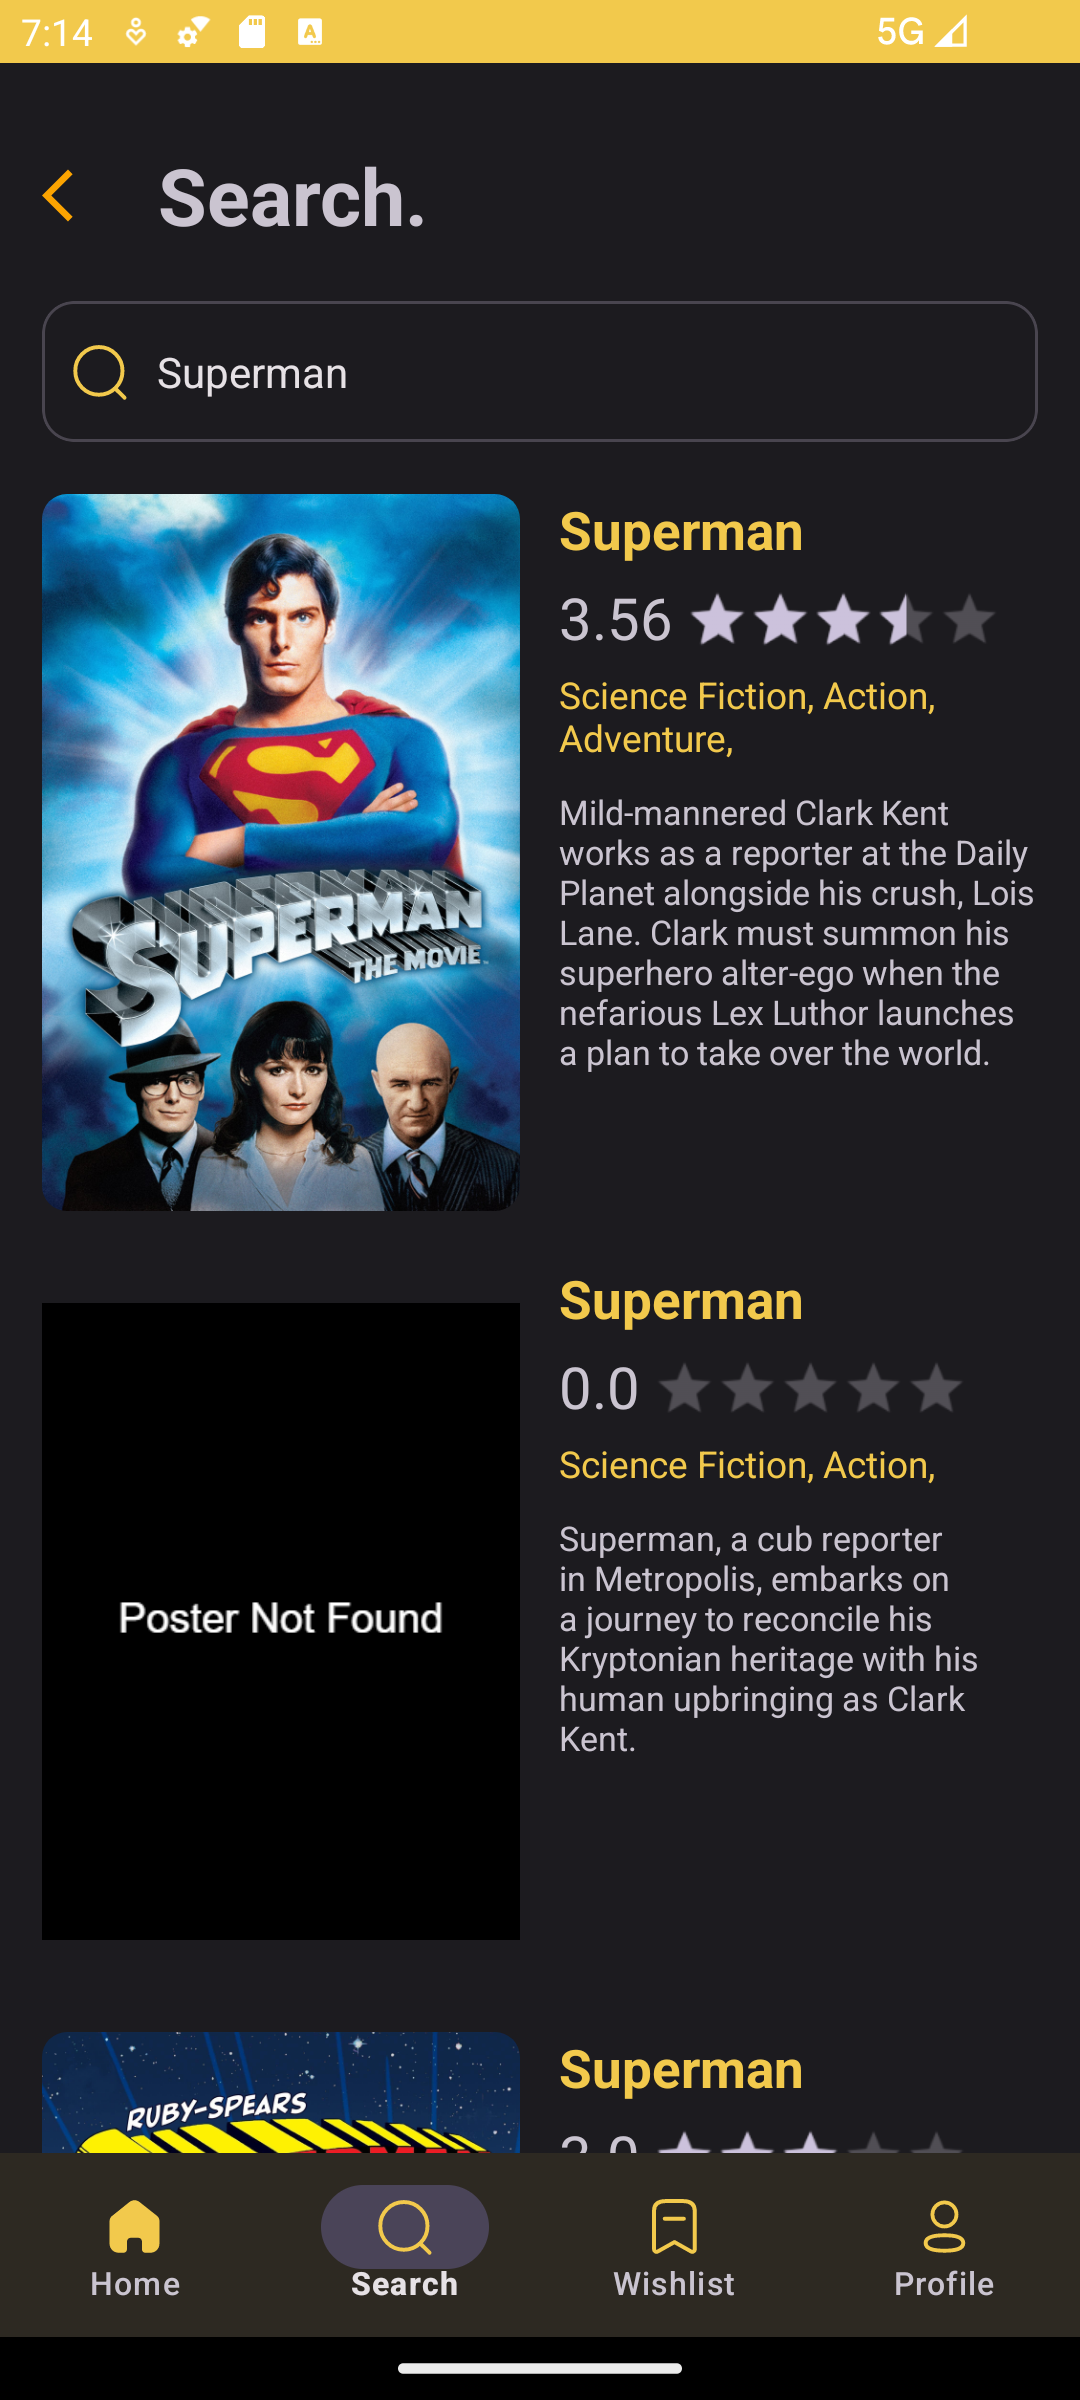 7:14
5G
Search.
Superman
Superman
3.56
Science Fiction, Action,
Adventure,
Mild-mannered Clark Kent
works as a reporter at the Daily
Planet alongside his crush, Lois
Lane. Clark must summon his
superhero alter-ego when the
nefarious Lex Luthor launches
a plan to take over the world.
SUPERMAN
THE MOVIE
Superman
0.0
Science Fiction, Action,
Superman, a cub reporter
in Metropolis, embarks on
a journey to reconcile his
Kryptonian heritage with his
human upbringing as Clark
Kent.
Poster Not Found
Superman
RUBY-SPEARS
Home
Search
Wishlist
Profile